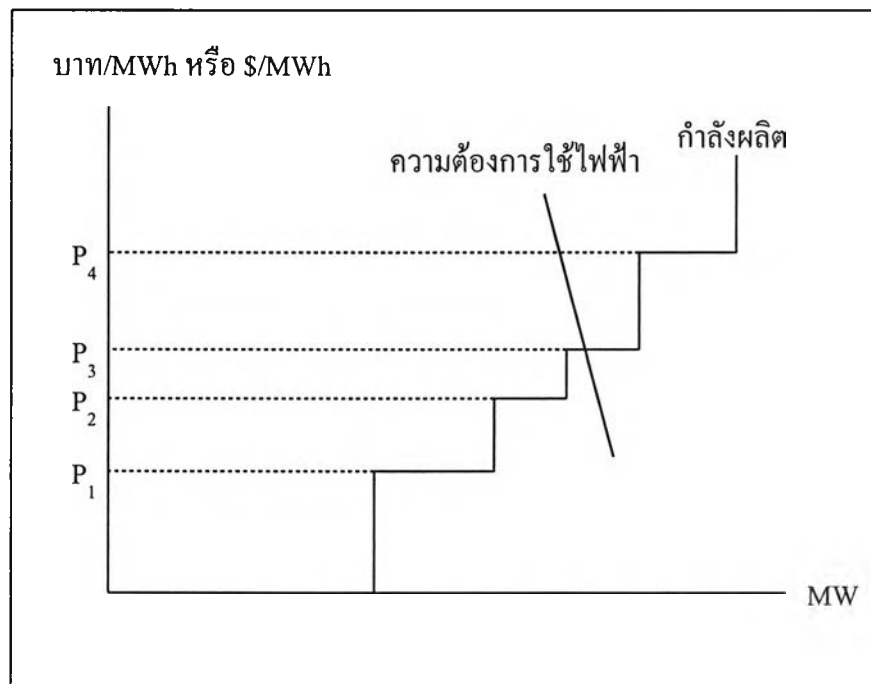 บาท/MWh หรือ $/MWh
กำลังผลิต
ความต้องการใช้ไฟฟ้า
P4
P3
P2
P1
MW